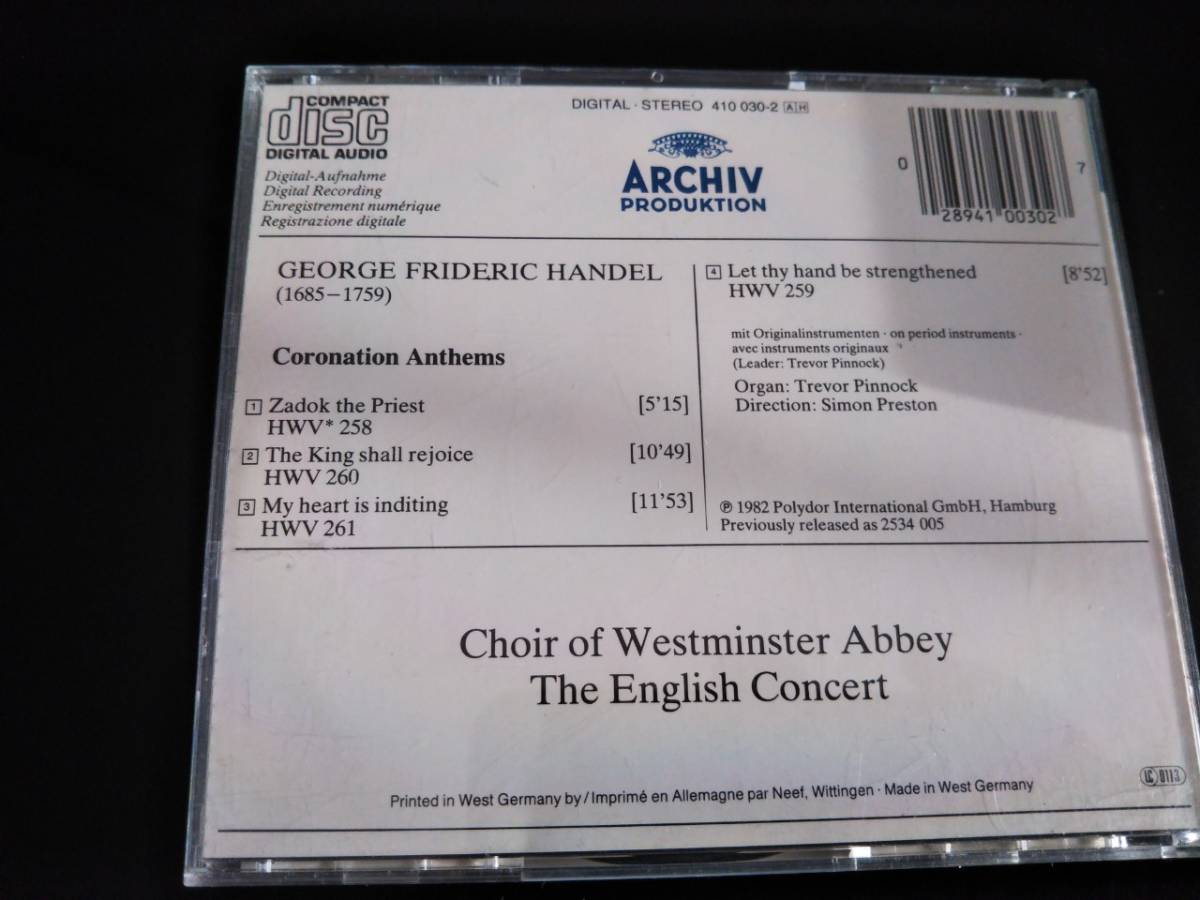 COMPACT
disc
DIGITAL AUDIO
Digital-Aufnahme
Digital Recording
Enregistrement numérique
Registrazione digitale
DIGITAL · STEREO 410 030-2 AH
ARCHIV
PRODUKTION
0 28941 00302 7
GEORGE FRIDERIC HANDEL
(1685–1759)
Coronation Anthems
1 Zadok the Priest [5'15]
HWV* 258
2 The King shall rejoice [10'49]
HWV 260
3 My heart is inditing [11'53]
HWV 261
4 Let thy hand be strengthened [8'52]
HWV 259
mit Originalinstrumenten · on period instruments ·
avec instruments originaux
(Leader: Trevor Pinnock)
Organ: Trevor Pinnock
Direction: Simon Preston
℗ 1982 Polydor International GmbH, Hamburg
Previously released as 2534 005
Choir of Westminster Abbey
The English Concert
LC 0113
Printed in West Germany by / Imprimé en Allemagne par Neef, Wittingen · Made in West Germany